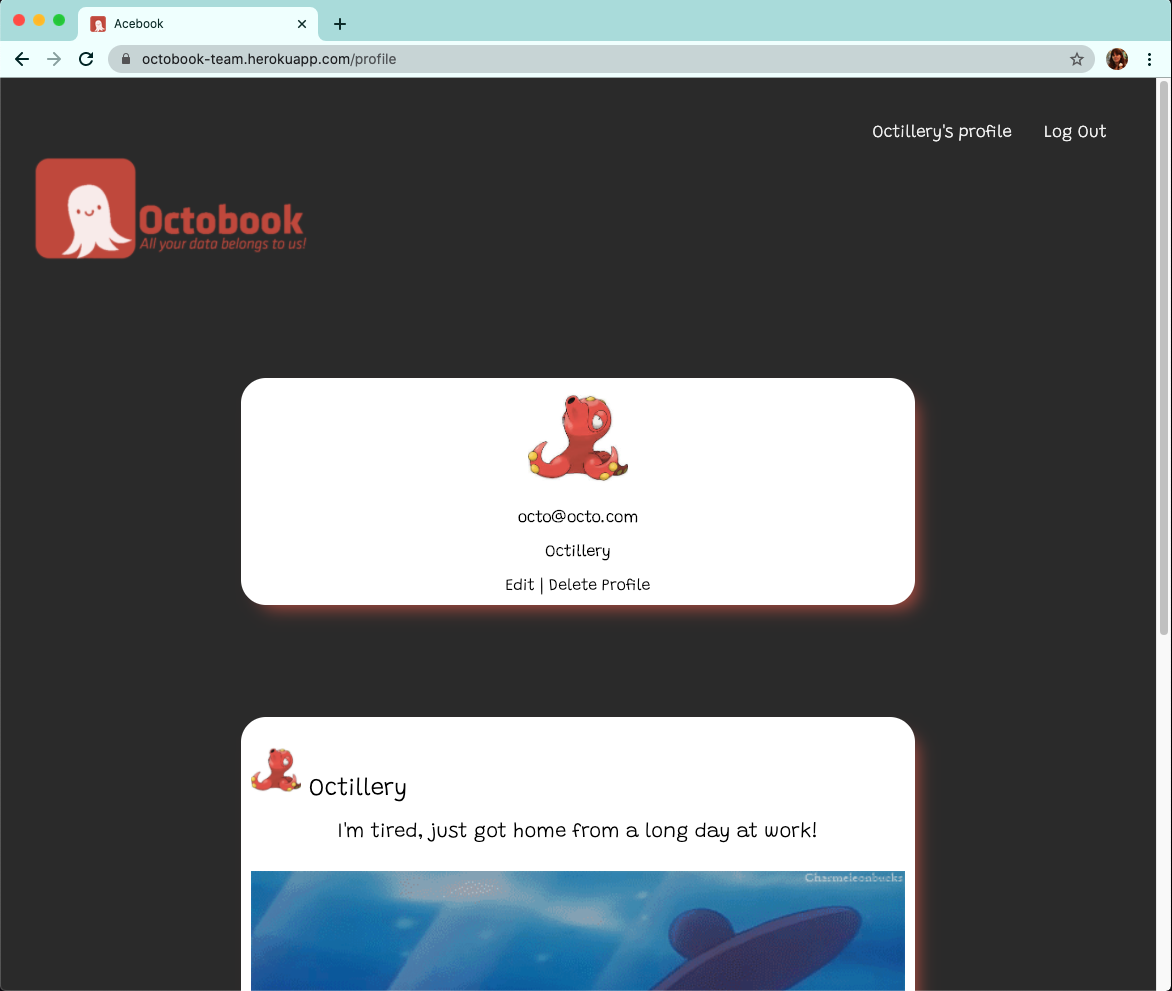 Acebook
octobook-team.herokuapp.com/profile
Octillery's profile Log Out
Octobook
All your data belongs to us!
octo@octo.com
Octillery
Edit | Delete Profile
Octillery
I'm tired, just got home from a long day at work!
Charmeleonbucks